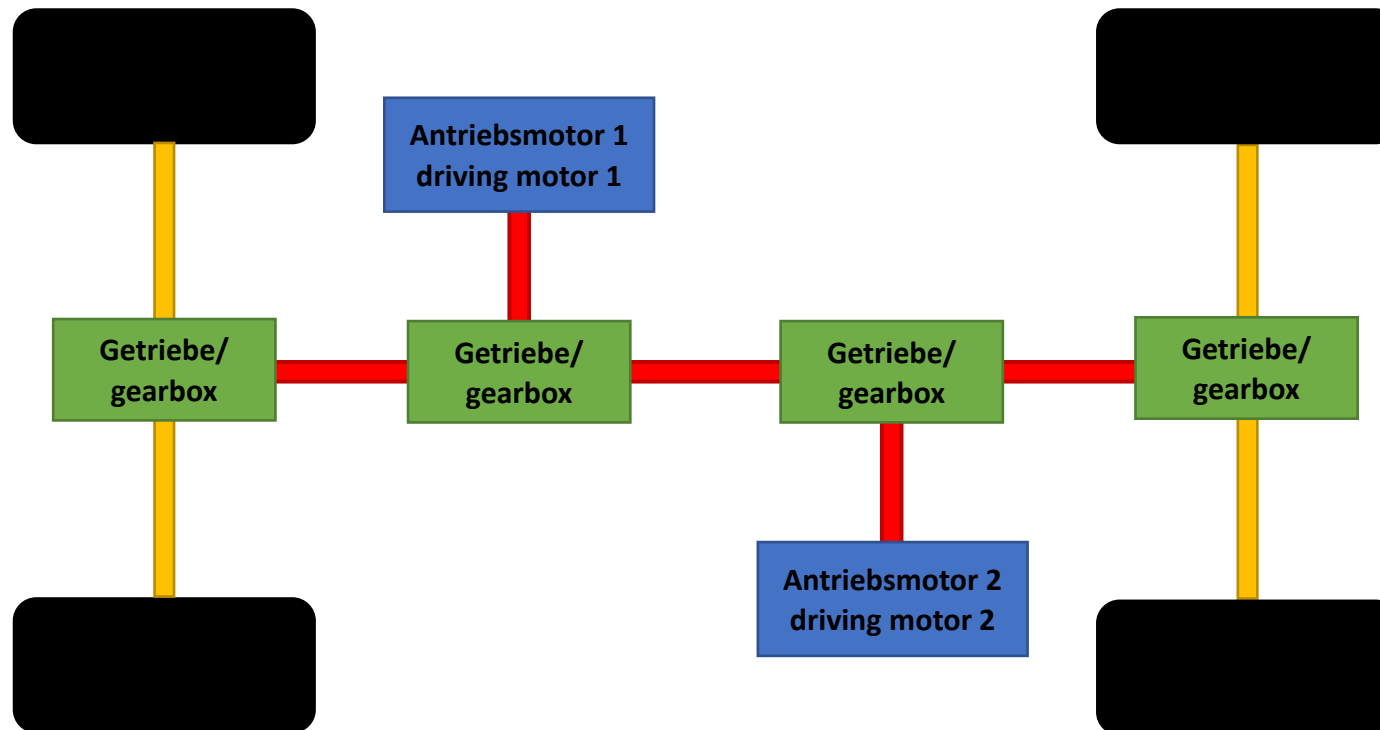 Antriebsmotor 1
driving motor 1
Getriebe/
gearbox
Getriebe/
gearbox
Getriebe/
gearbox
Getriebe/
gearbox
Antriebsmotor 2
driving motor 2